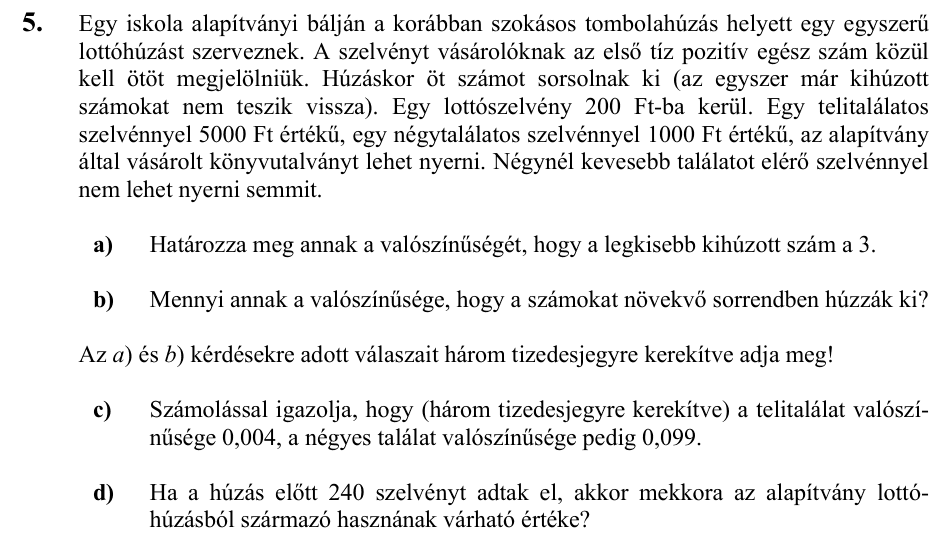 5. Egy iskola alapítványi bálján a korábban szokásos tombolahúzás helyett egy egyszerű
lottóhúzást szerveznek. A szelvényt vásárolóknak az első tíz pozitív egész szám közül
kell ötöt megjelölniük. Húzáskor öt számot sorsolnak ki (az egyszer már kihúzott
számokat nem teszik vissza). Egy lottószelvény 200 Ft-ba kerül. Egy telitalálatos
szelvénnyel 5000 Ft értékű, egy négytalálatos szelvénnyel 1000 Ft értékű, az alapítvány
által vásárolt könyvutalványt lehet nyerni. Négynél kevesebb találatot elérő szelvénnyel
nem lehet nyerni semmit.
a) Határozza meg annak a valószínűségét, hogy a legkisebb kihúzott szám a 3.
b) Mennyi annak a valószínűsége, hogy a számokat növekvő sorrendben húzzák ki?
Az a) és b) kérdésekre adott válaszait három tizedesjegyre kerekítve adja meg!
c) Számolással igazolja, hogy (három tizedesjegyre kerekítve) a telitalálat valószí-
nűsége 0,004, a négyes találat valószínűsége pedig 0,099.
d) Ha a húzás előtt 240 szelvényt adtak el, akkor mekkora az alapítvány lottó-
húzásból származó hasznának várható értéke?